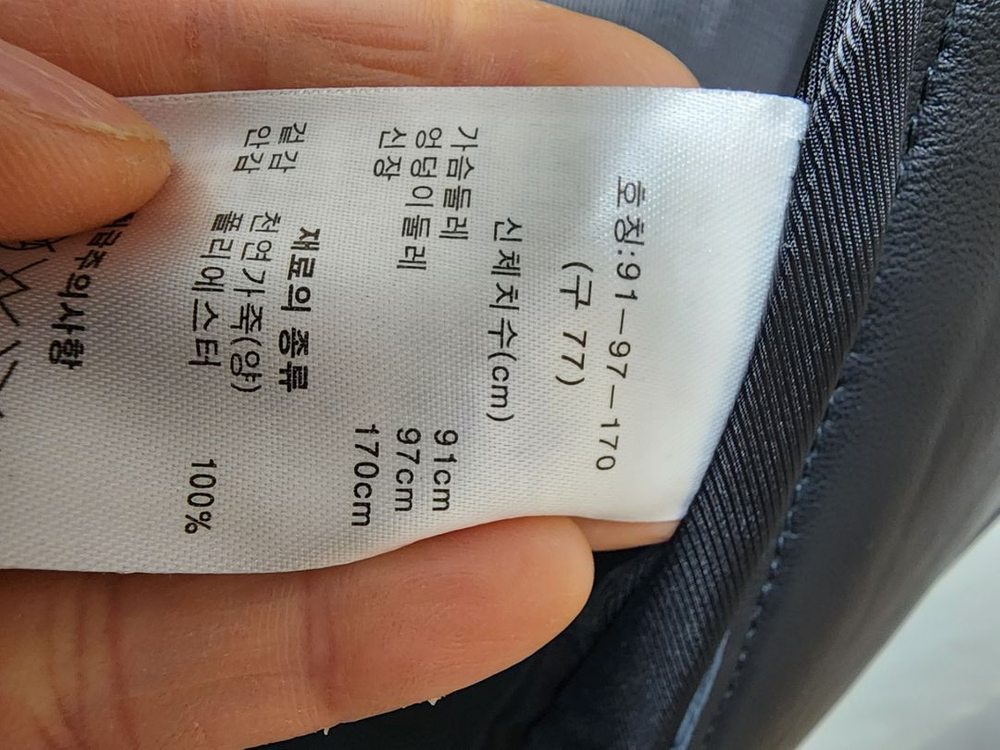 호칭:91-97-170
(구 77)
신체치수(cm)
가슴둘레 91cm
엉덩이둘레 97cm
신장 170cm
재료의 종류
겉감 천연가죽(양)
안감 폴리에스터 100%
취급주의사항